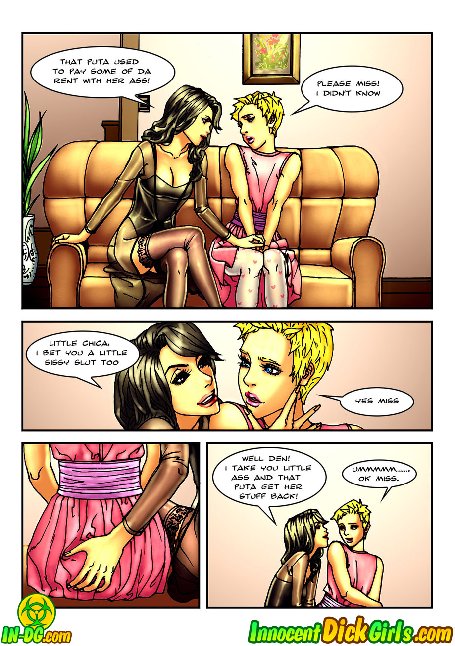 THAT PUTA USED
TO PAY SOME OF DA
RENT WITH HER ASS!
PLEASE MISS!
I DIDN'T KNOW
LITTLE CHICA,
I BET YOU A LITTLE
SISSY SLUT TOO
YES MISS
WELL DEN!
I TAKE YOU LITTLE
ASS AND THAT
PUTA GET HER
STUFF BACK!
UMMMMM.....
OK MISS.
IN-DG.com
InnocentDickGirls.com